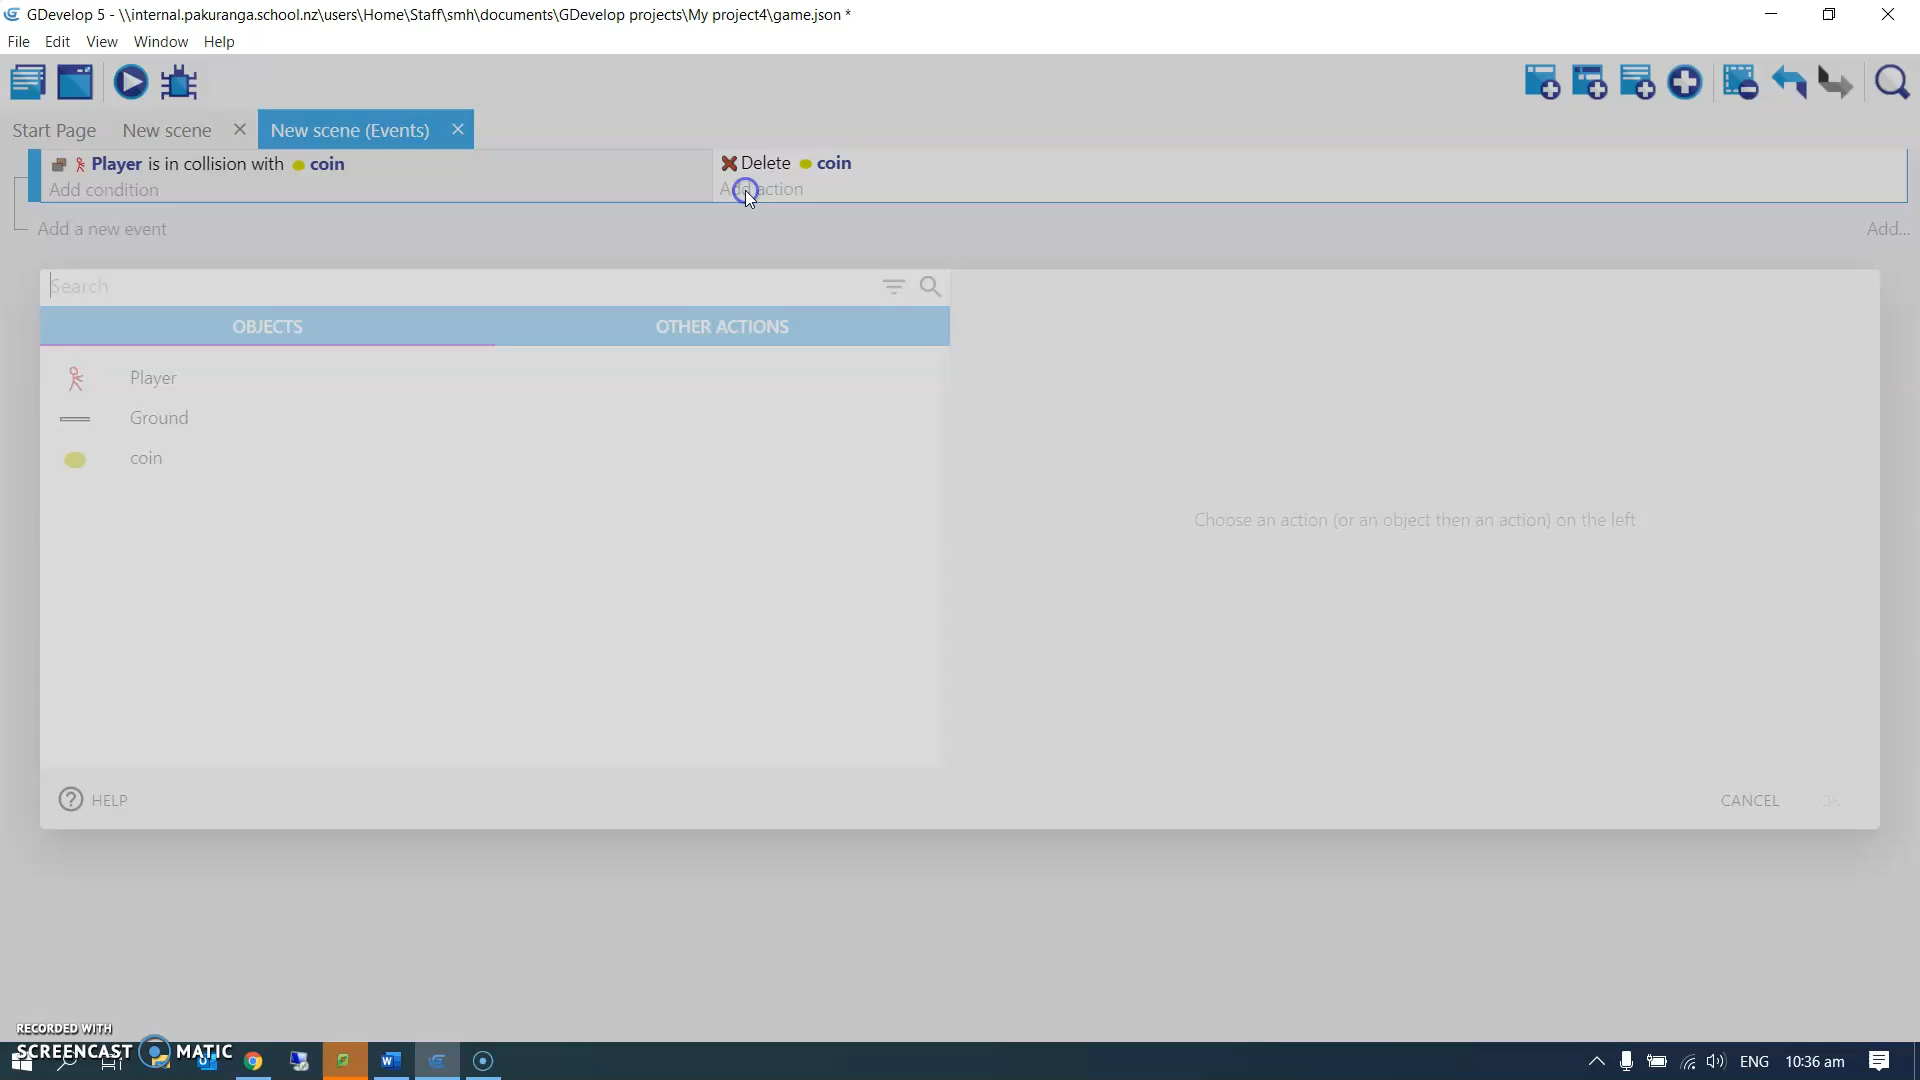 GDevelop 5 - \\internal.pakuranga.school.nz\users\Home\Staff\smh\documents\GDevelop projects\My project4\game.json *
File Edit View Window Help
Start Page New scene New scene (Events)
Player is in collision with coin Delete coin
Add condition Add action
Add a new event Add...
Search
OBJECTS OTHER ACTIONS
Player
Ground
coin
Choose an action (or an object then an action) on the left
HELP CANCEL OK
RECORDED WITH
SCREENCAST MATIC
ENG 10:36 am